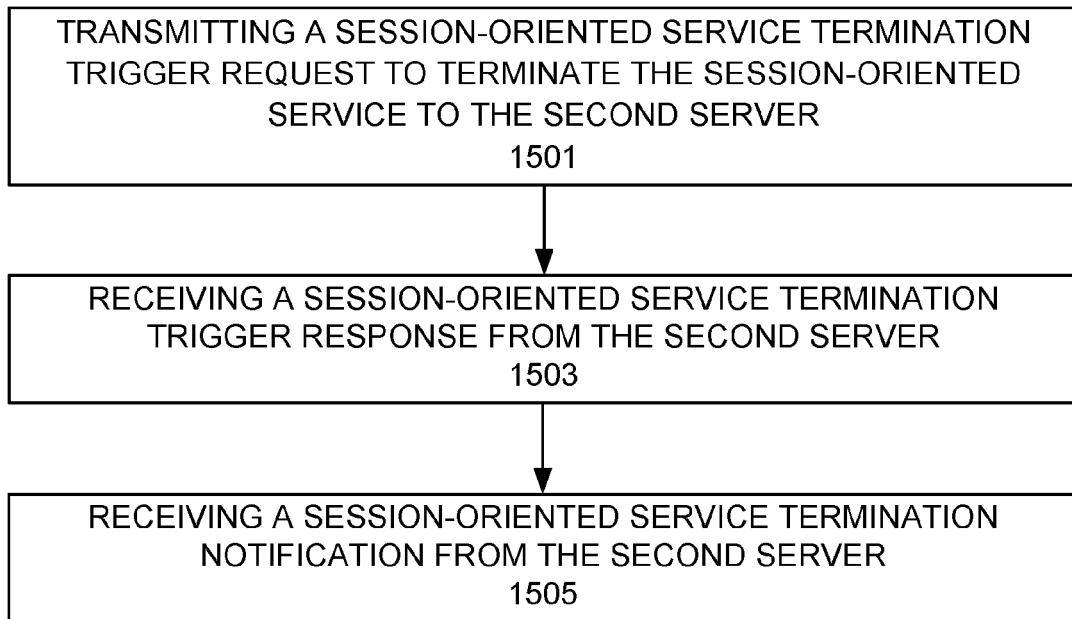 TRANSMITTING A SESSION-ORIENTED SERVICE TERMINATION
TRIGGER REQUEST TO TERMINATE THE SESSION-ORIENTED
SERVICE TO THE SECOND SERVER
1501
RECEIVING A SESSION-ORIENTED SERVICE TERMINATION
TRIGGER RESPONSE FROM THE SECOND SERVER
1503
RECEIVING A SESSION-ORIENTED SERVICE TERMINATION
NOTIFICATION FROM THE SECOND SERVER
1505